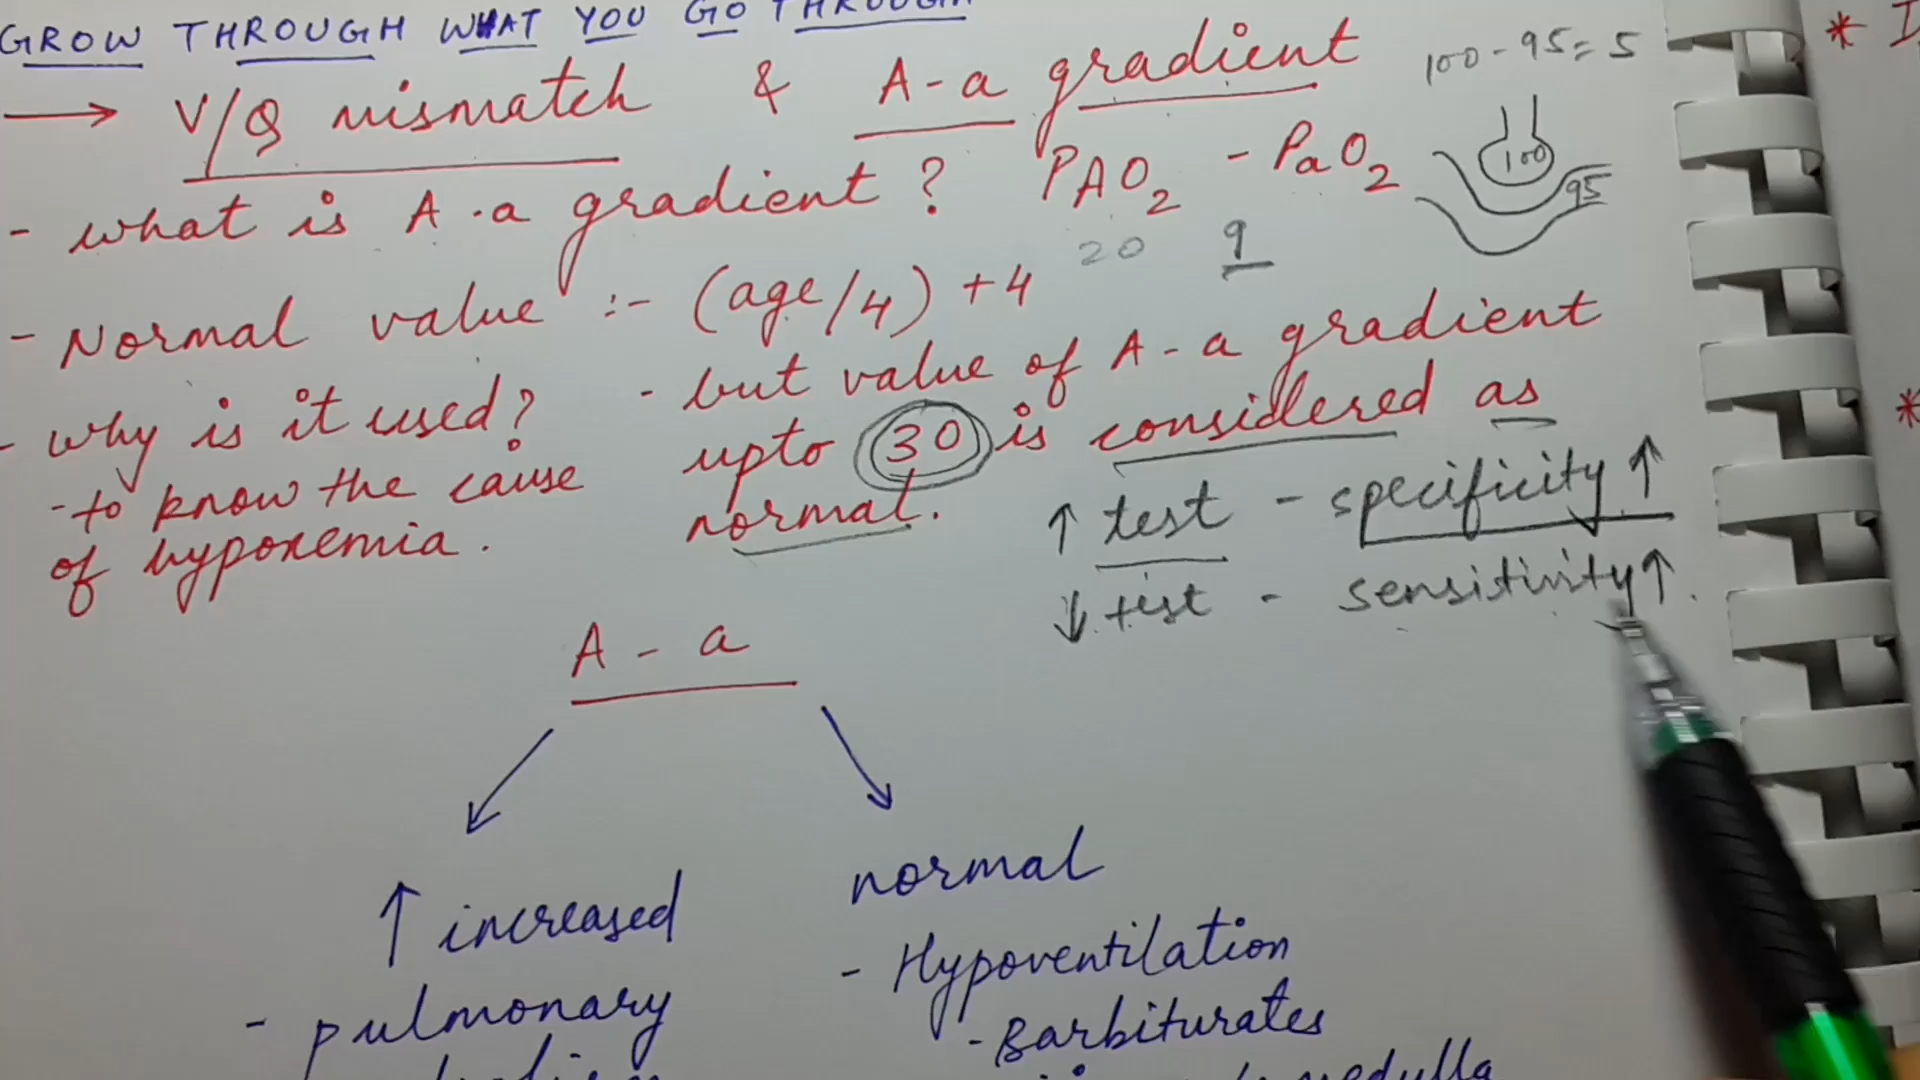 GROW THROUGH WHAT YOU GO THROUGH
→ V/Q mismatch & A-a gradient
100-95=5
- what is A-a gradient? PAO2 - PaO2
100
95
20 9
- Normal value :- (age/4) +4
- but value of A-a gradient
upto 30 is considered as
normal.
- why is it used?
- to know the cause
of hypoxemia.
↑ test - specificity ↑
↓ test - sensitivity ↑.
A - a
↑ increased
- pulmonary
normal
- Hypoventilation
- Barbiturates
medulla
* I
*